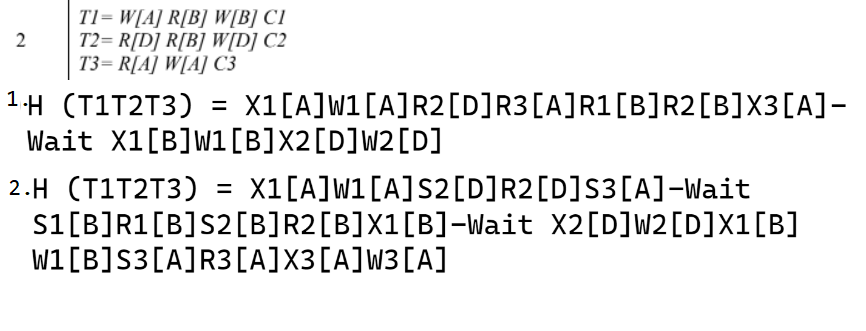 T1= W[A] R[B] W[B] C1
2 T2= R[D] R[B] W[D] C2
T3= R[A] W[A] C3
1.H (T1T2T3) = X1[A]W1[A]R2[D]R3[A]R1[B]R2[B]X3[A]-
Wait X1[B]W1[B]X2[D]W2[D]
2.H (T1T2T3) = X1[A]W1[A]S2[D]R2[D]S3[A]-Wait
S1[B]R1[B]S2[B]R2[B]X1[B]-Wait X2[D]W2[D]X1[B]
W1[B]S3[A]R3[A]X3[A]W3[A]